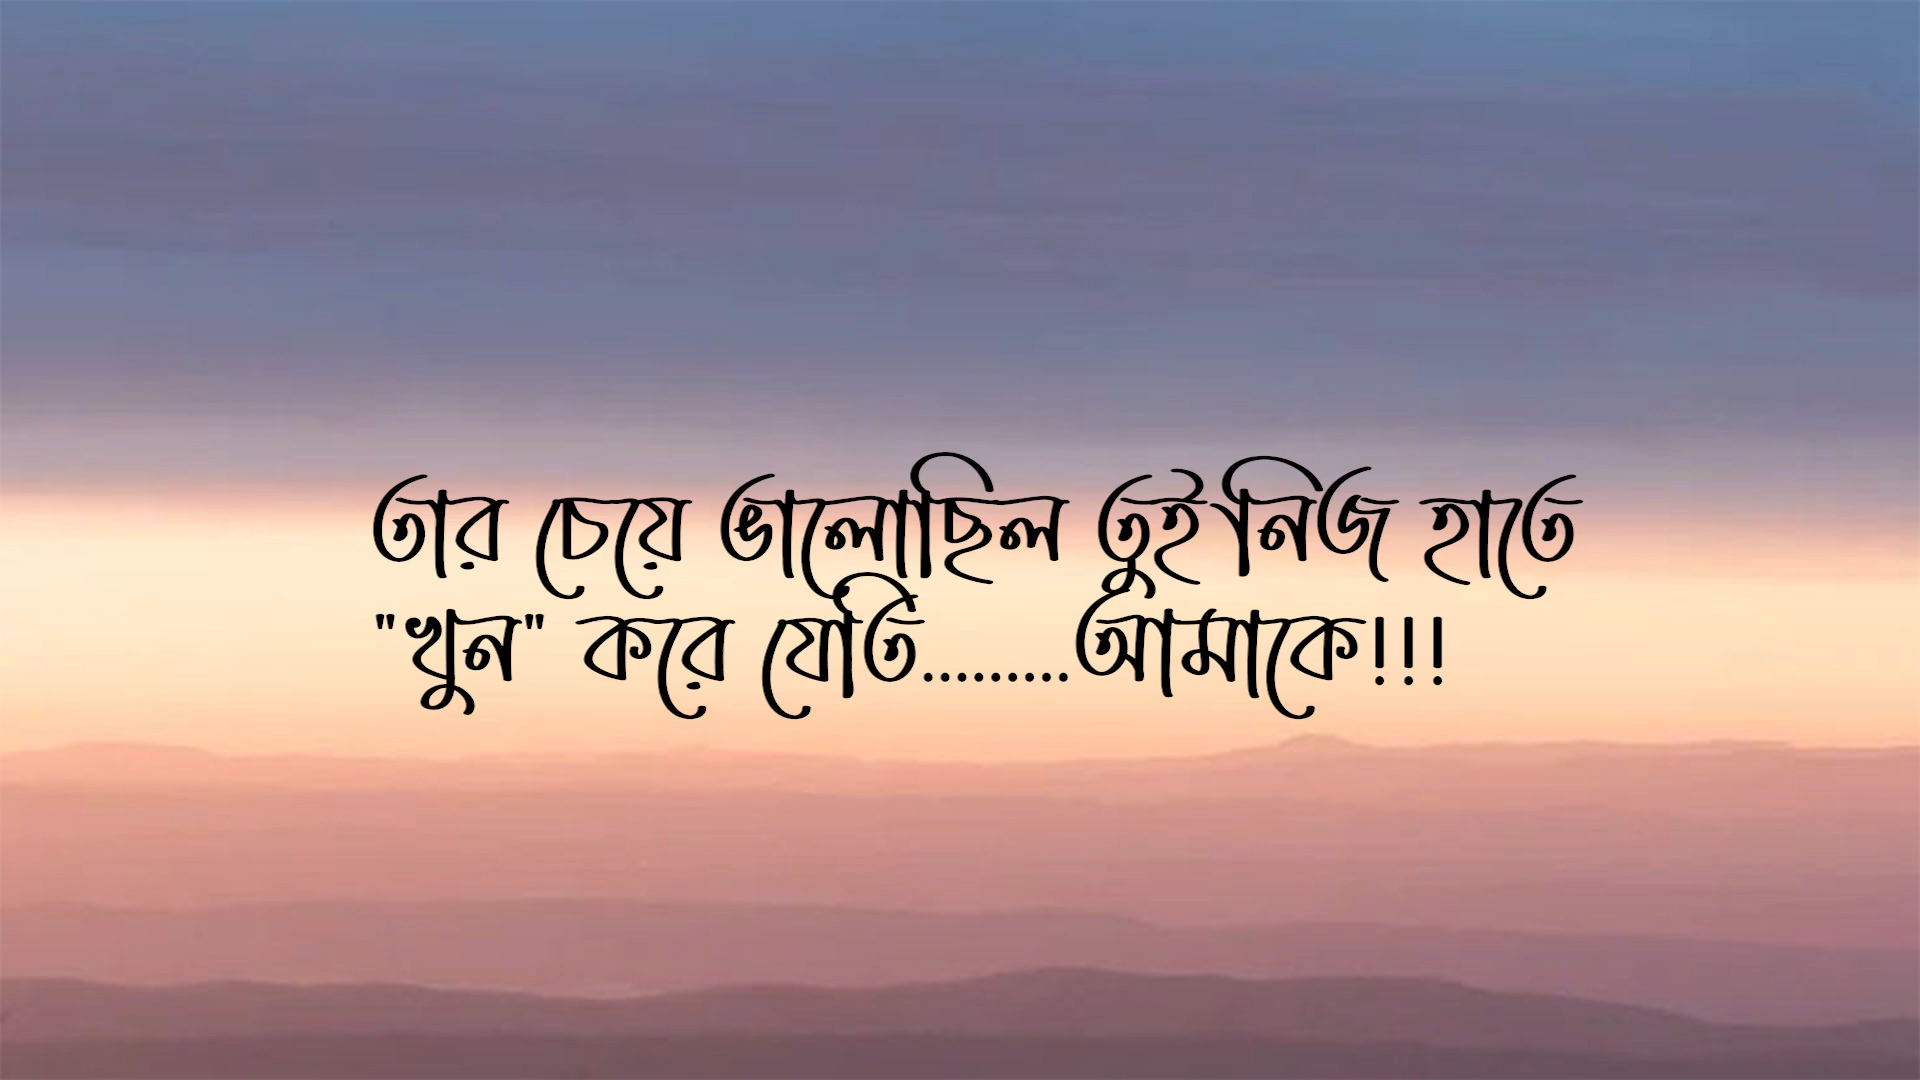 তার চেয়ে ভালোছিল তুই নিজ হাতে
"খুন" করে যেতি.........আমাকে!!!